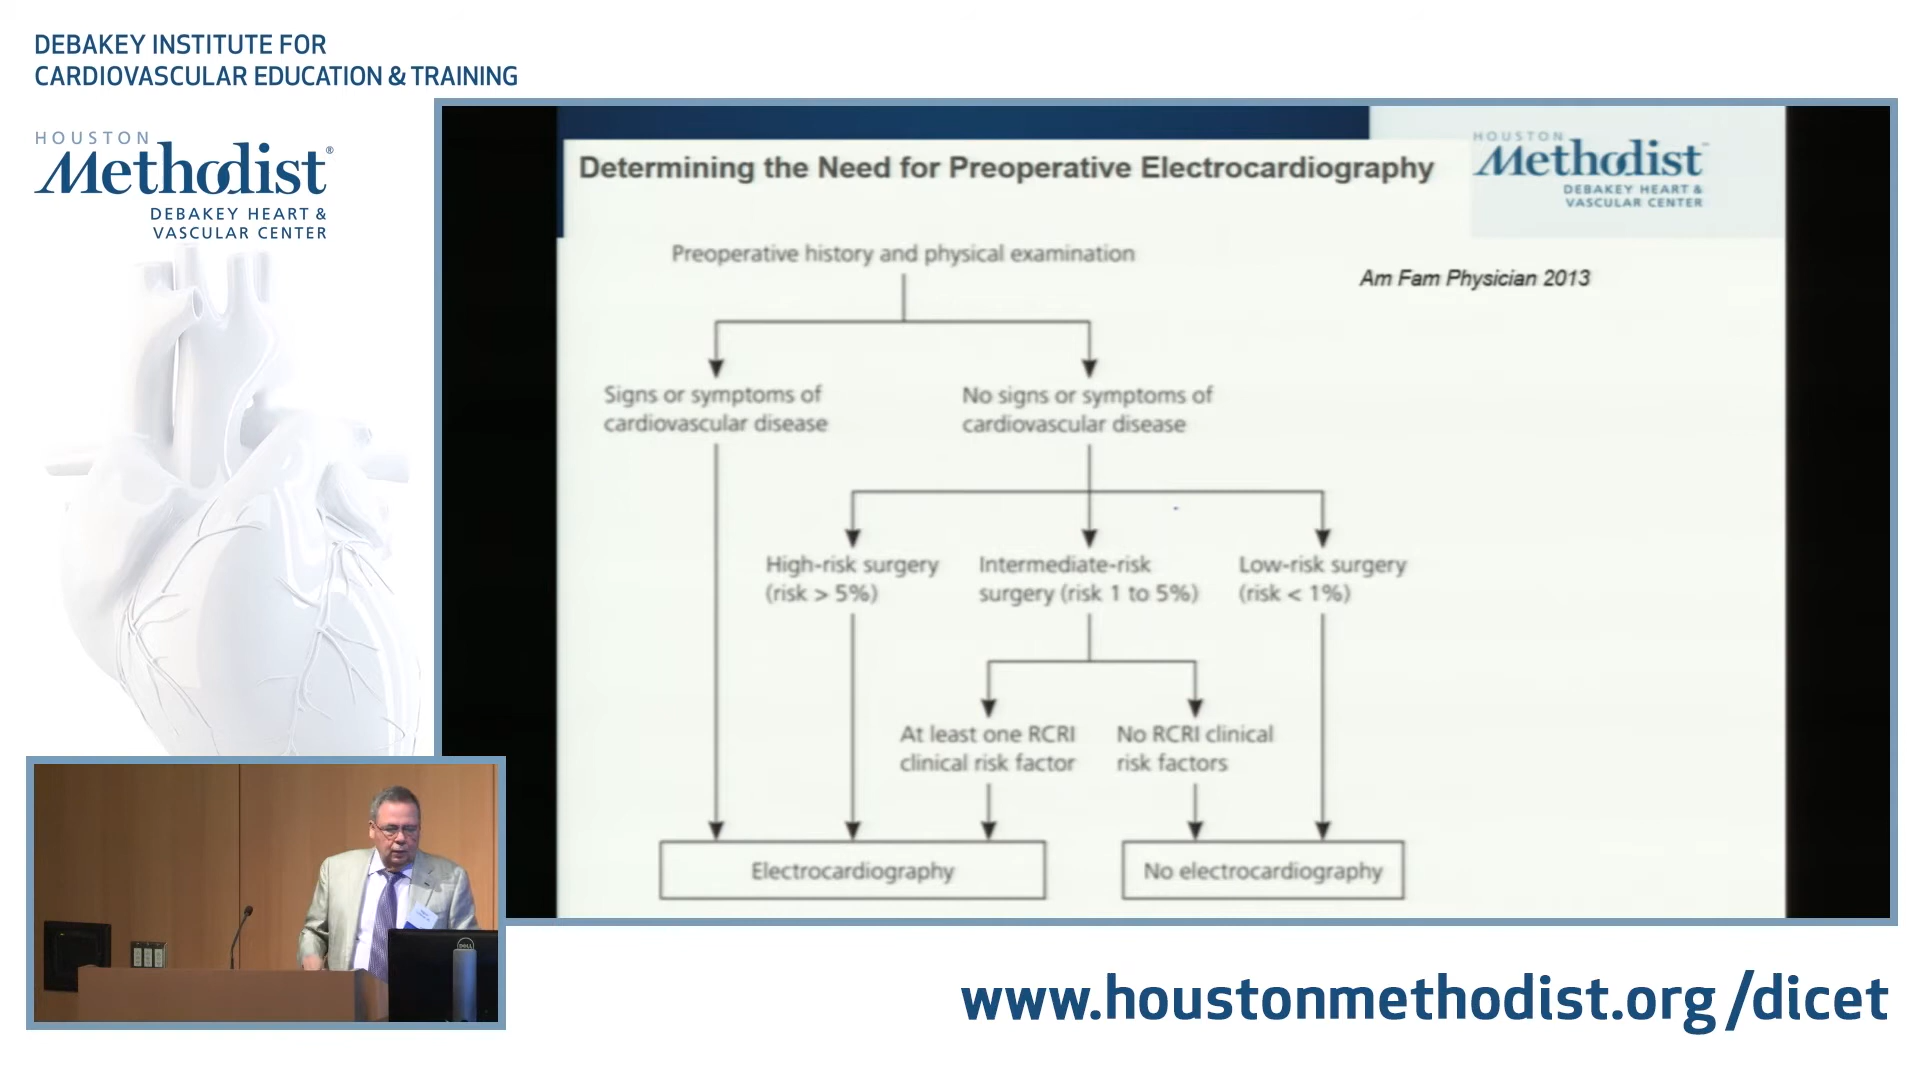 DEBAKEY INSTITUTE FOR
CARDIOVASCULAR EDUCATION & TRAINING
HOUSTON
Methodist®
DEBAKEY HEART &
VASCULAR CENTER
Determining the Need for Preoperative Electrocardiography
HOUSTON
Methodist
DEBAKEY HEART &
VASCULAR CENTER
Preoperative history and physical examination
Am Fam Physician 2013
Signs or symptoms of
cardiovascular disease
No signs or symptoms of
cardiovascular disease
High-risk surgery
(risk > 5%)
Intermediate-risk
surgery (risk 1 to 5%)
Low-risk surgery
(risk < 1%)
At least one RCRI
clinical risk factor
No RCRI clinical
risk factors
Electrocardiography
No electrocardiography
DELL
www.houstonmethodist.org/dicet